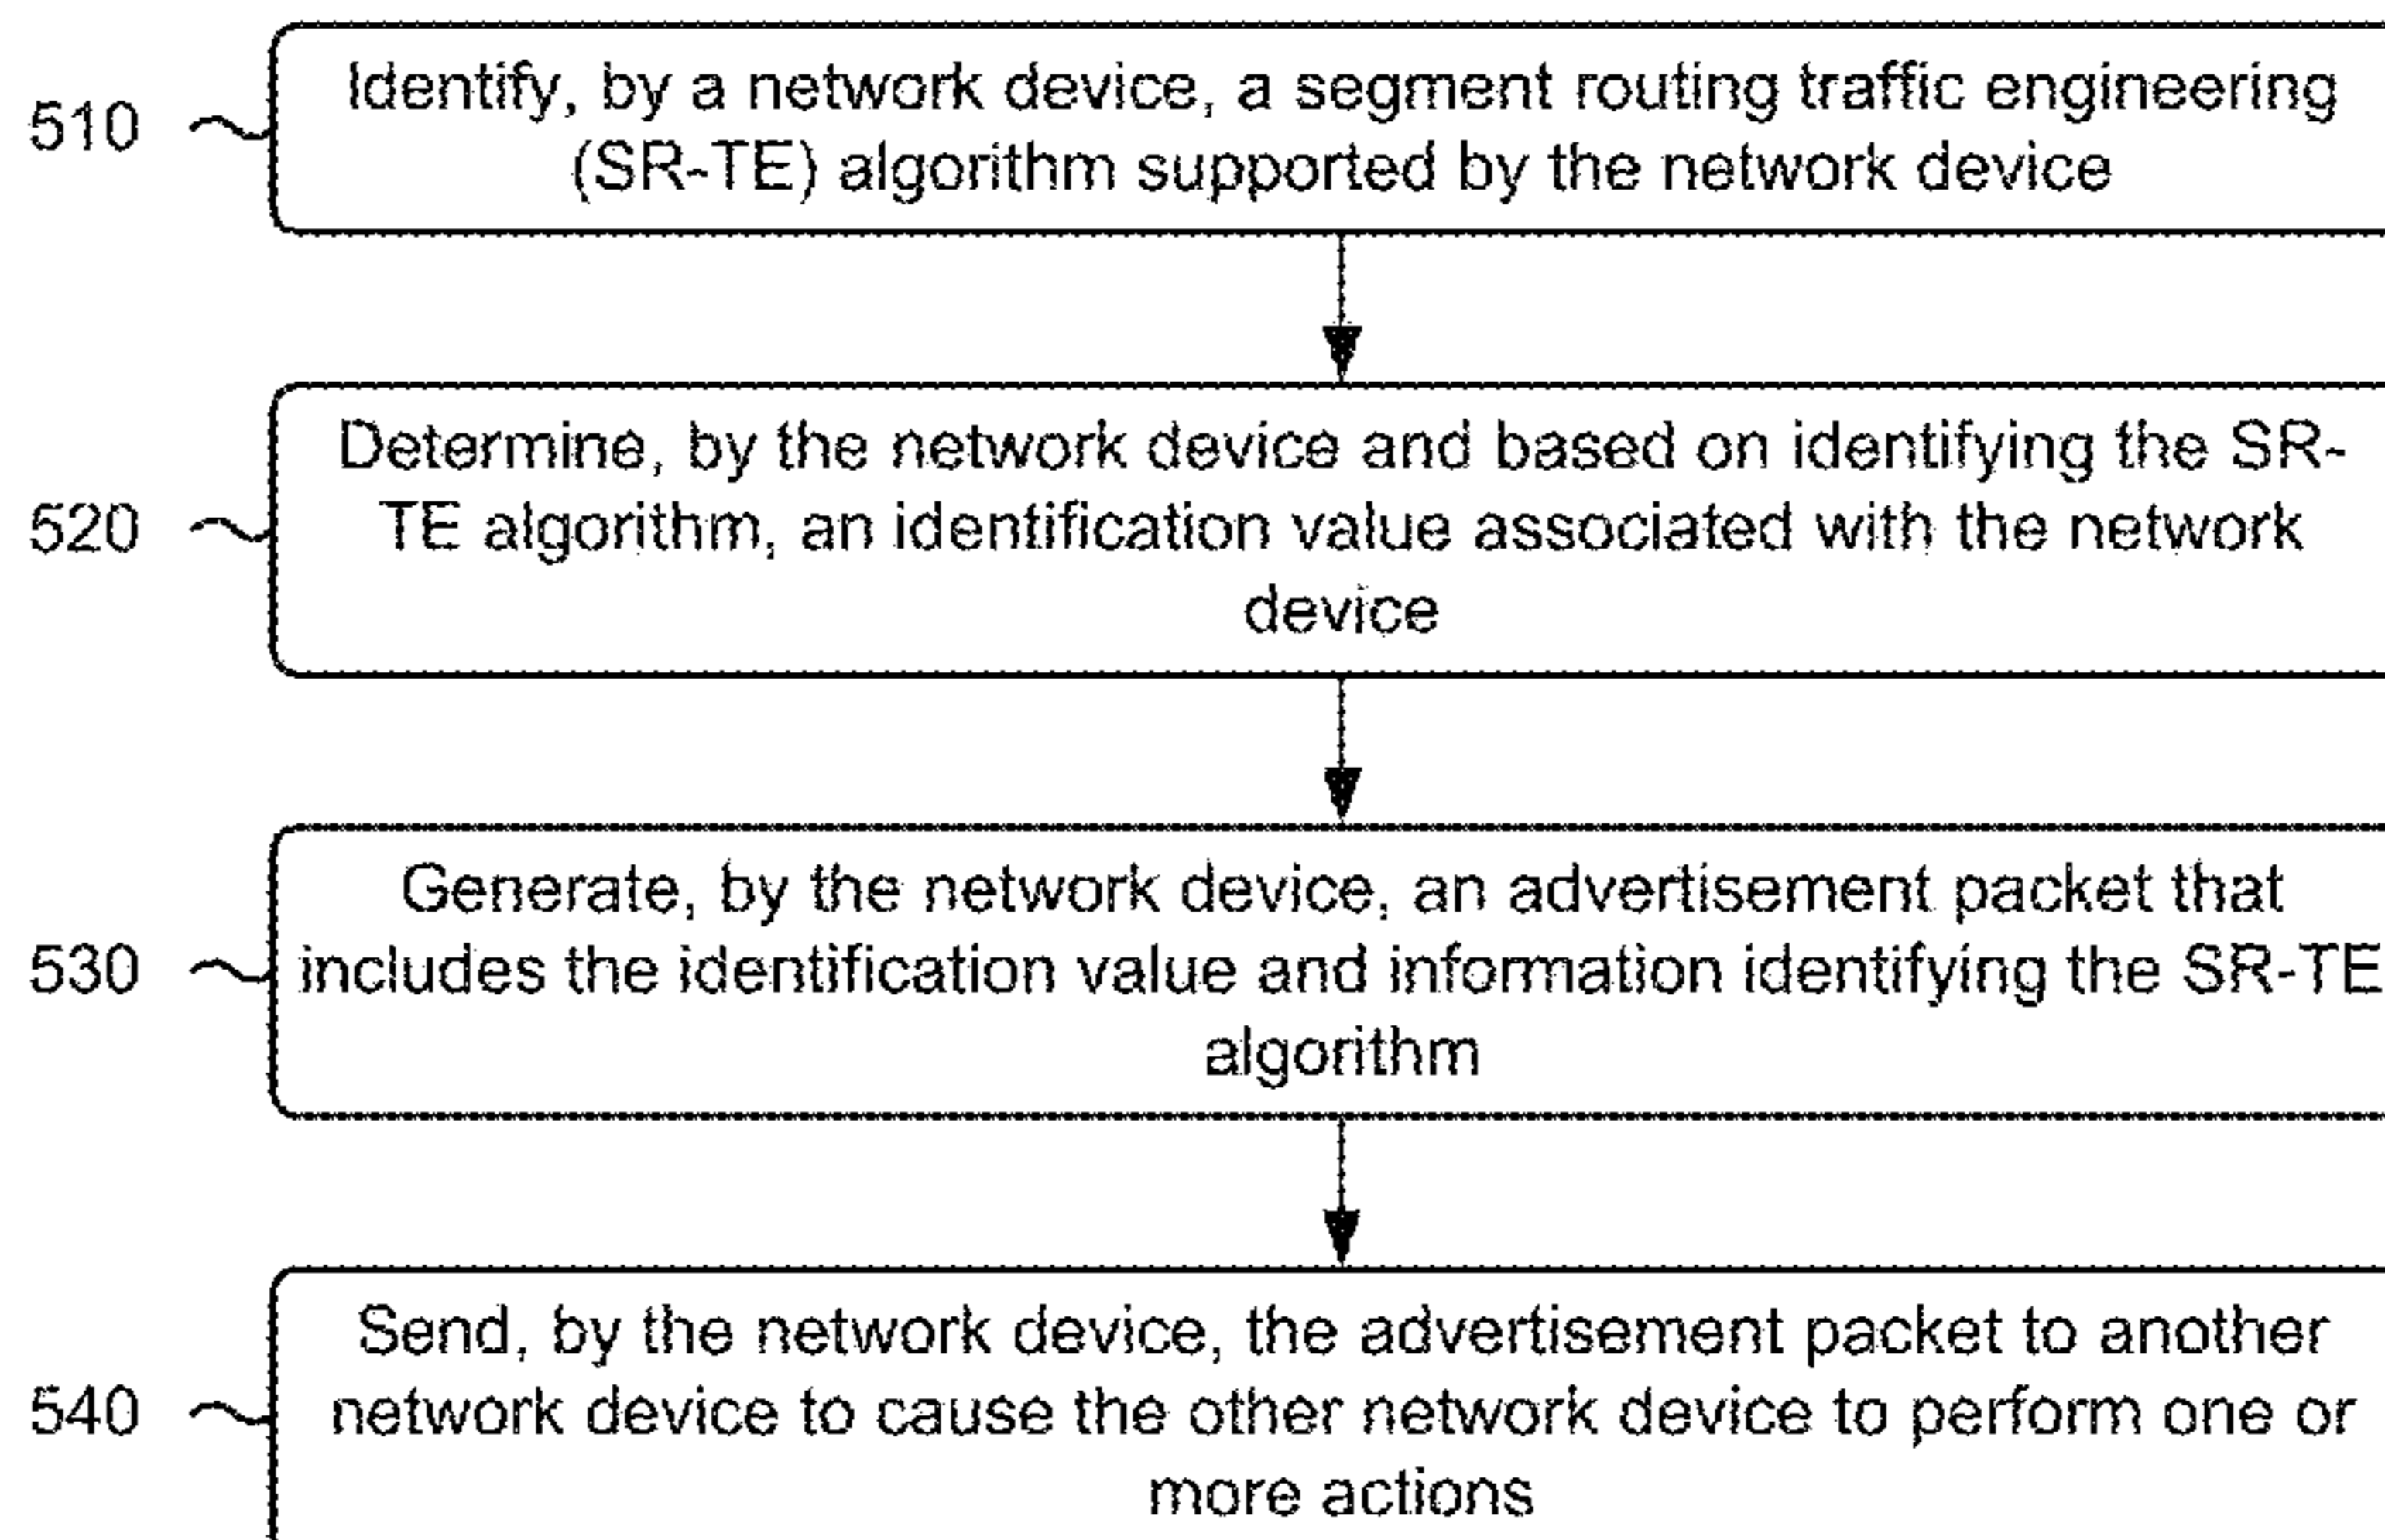 Identify, by a network device, a segment routing traffic engineering
510
(SR-TE) algorithm supported by the network device
Determine, by the network device and based on identifying the SR-
520
TE algorithm, an identification value associated with the network
device
Generate, by the network device, an advertisement packet that
530
includes the identification value and information identifying the SR-TE
algorithm
Send, by the network device, the advertisement packet to another
540
network device to cause the other network device to perform one or
more actions